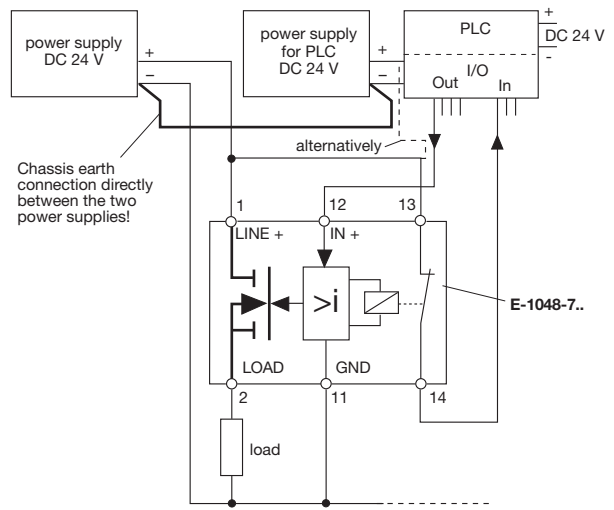 power supply
DC 24 V
+
–
power supply
for PLC
DC 24 V
+
–
PLC
I/O
Out
In
+
DC 24 V
-
alternatively
Chassis earth
connection directly
between the two
power supplies!
1
12
13
LINE +
IN +
>i
E-1048-7..
LOAD
GND
2
11
14
load